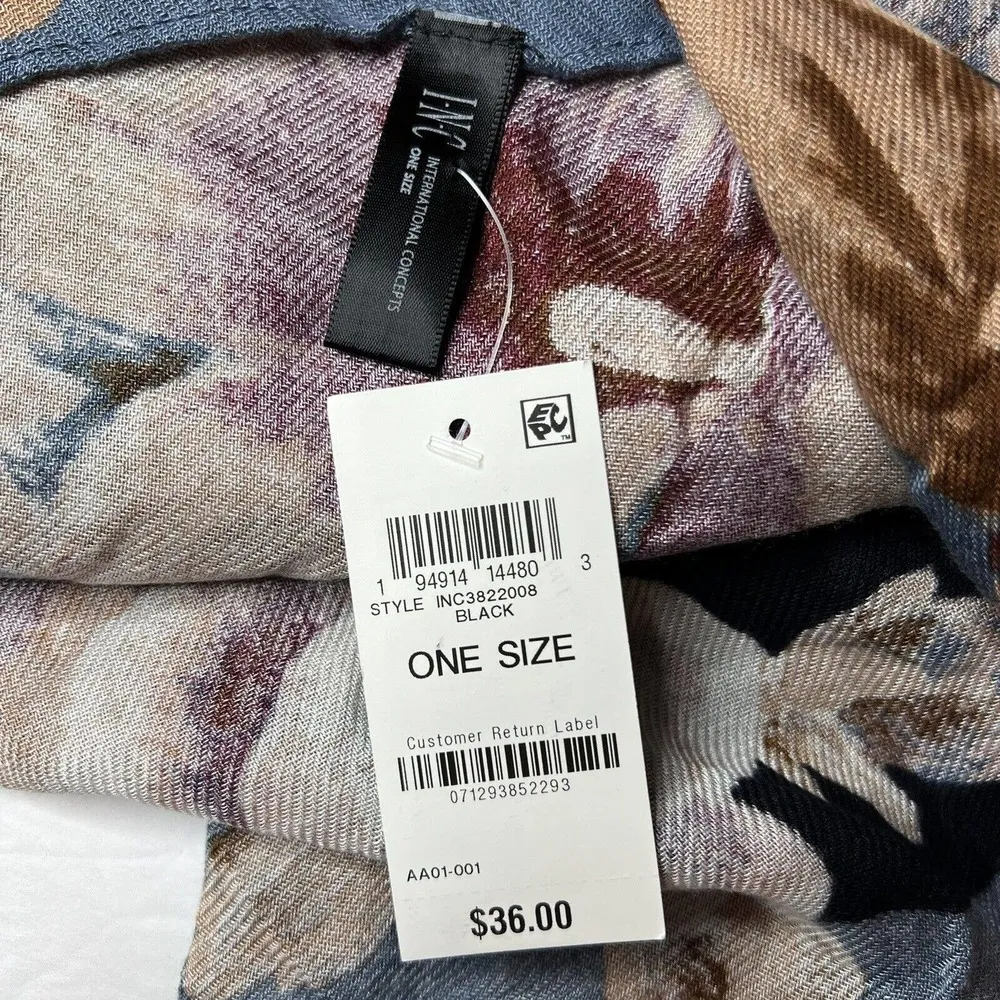 I·N·C
INTERNATIONAL CONCEPTS
ONE SIZE
EPC™
1 94914 14480 3
STYLE INC3822008
BLACK
ONE SIZE
Customer Return Label
071293852293
AA01-001
$36.00